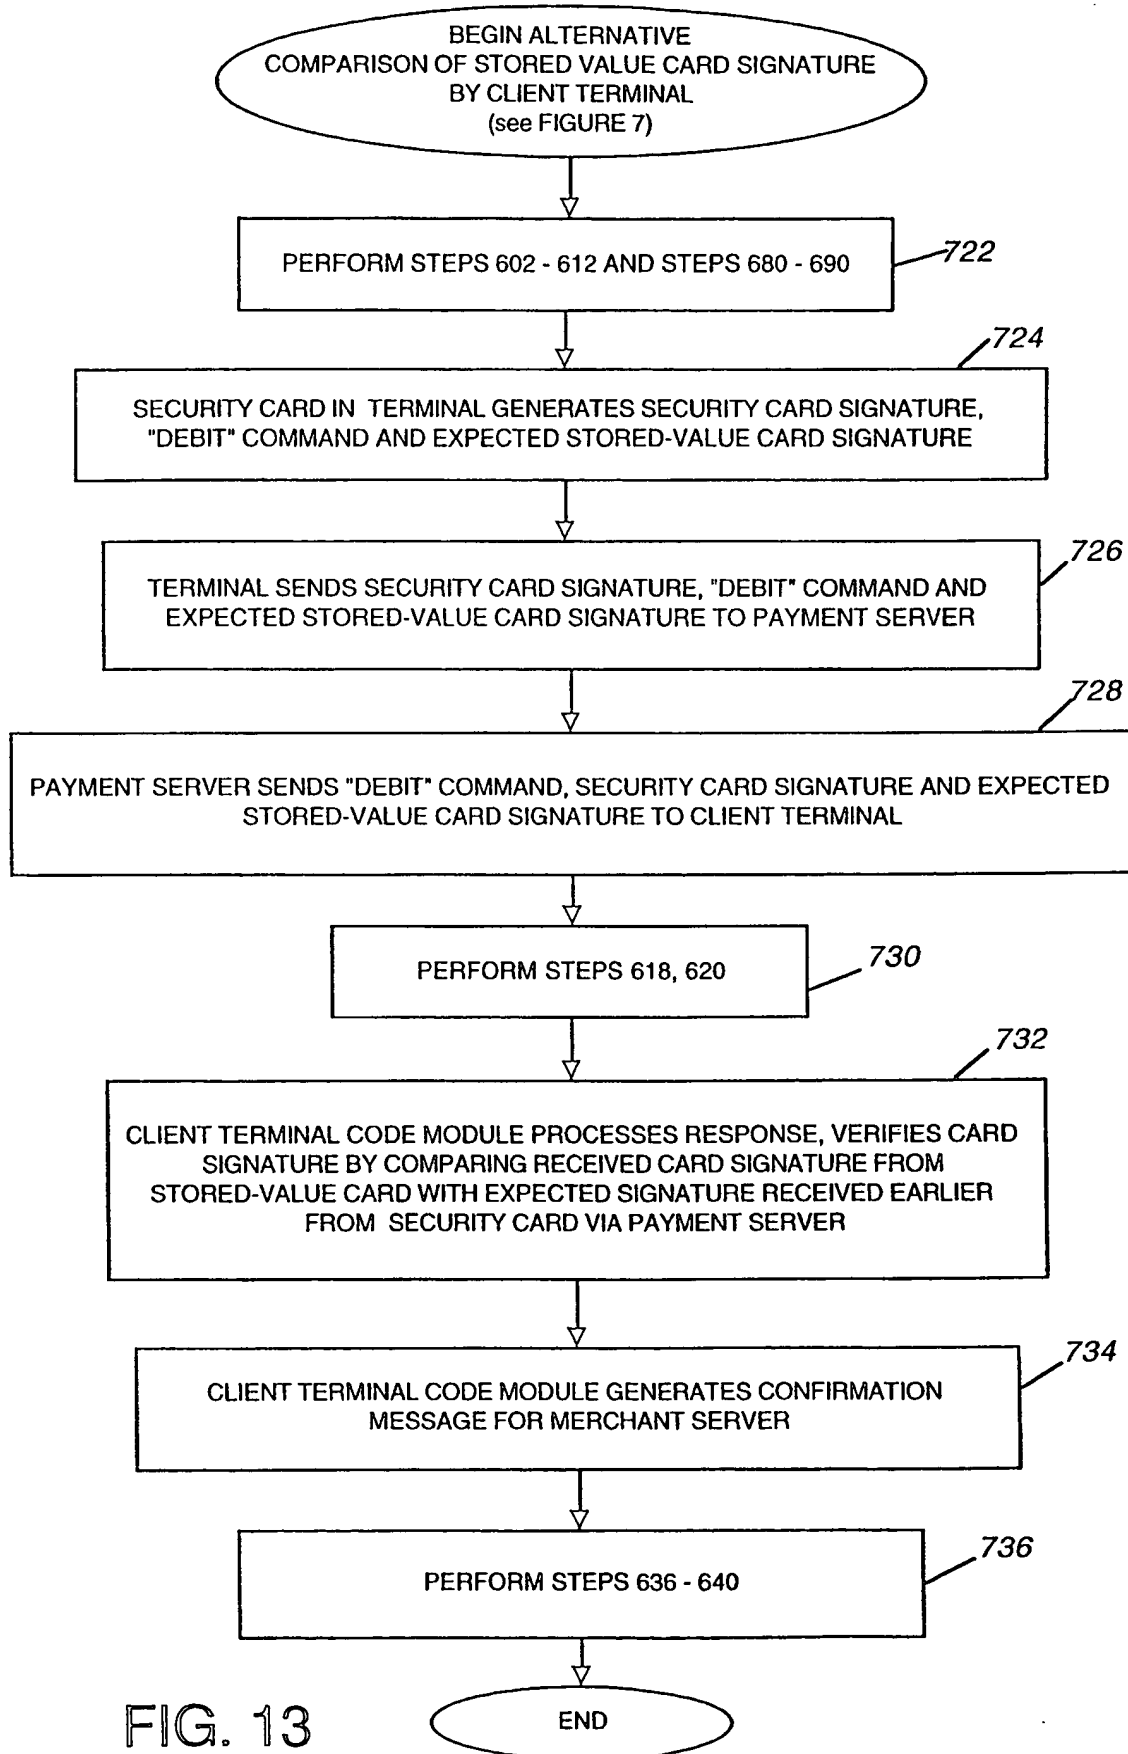 BEGIN ALTERNATIVE
COMPARISON OF STORED VALUE CARD SIGNATURE
BY CLIENT TERMINAL
(see FIGURE 7)
PERFORM STEPS 602 - 612 AND STEPS 680 - 690
722
724
SECURITY CARD IN TERMINAL GENERATES SECURITY CARD SIGNATURE,
"DEBIT" COMMAND AND EXPECTED STORED-VALUE CARD SIGNATURE
726
TERMINAL SENDS SECURITY CARD SIGNATURE, "DEBIT" COMMAND AND
EXPECTED STORED-VALUE CARD SIGNATURE TO PAYMENT SERVER
728
PAYMENT SERVER SENDS "DEBIT" COMMAND, SECURITY CARD SIGNATURE AND EXPECTED
STORED-VALUE CARD SIGNATURE TO CLIENT TERMINAL
730
PERFORM STEPS 618, 620
732
CLIENT TERMINAL CODE MODULE PROCESSES RESPONSE, VERIFIES CARD
SIGNATURE BY COMPARING RECEIVED CARD SIGNATURE FROM
STORED-VALUE CARD WITH EXPECTED SIGNATURE RECEIVED EARLIER
FROM SECURITY CARD VIA PAYMENT SERVER
734
CLIENT TERMINAL CODE MODULE GENERATES CONFIRMATION
MESSAGE FOR MERCHANT SERVER
736
PERFORM STEPS 636 - 640
END
FIG. 13